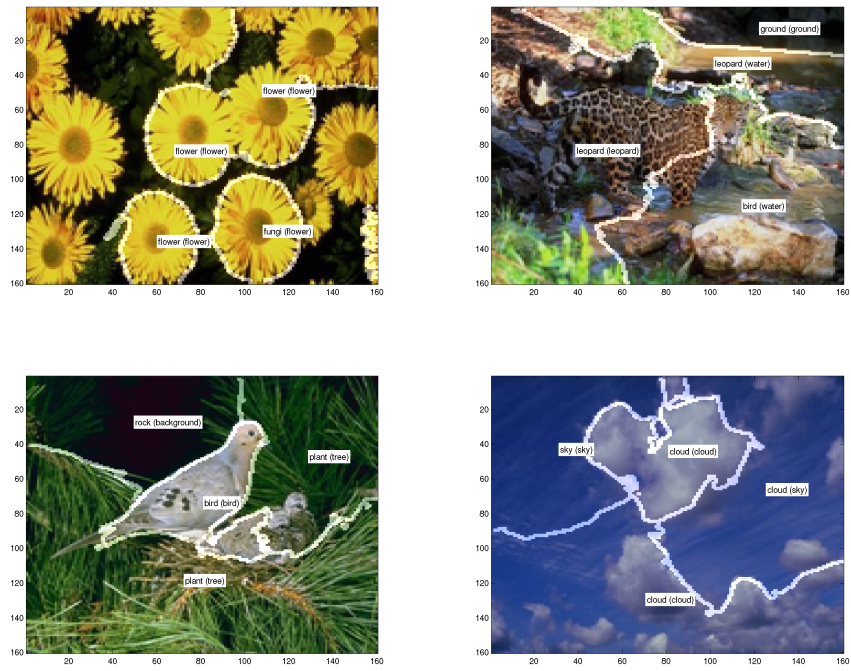 flower (flower)
flower (flower)
flower (flower)
fungi (flower)
20
40
60
80
100
120
140
160
20 40 60 80 100 120 140 160
ground (ground)
leopard (water)
leopard (leopard)
bird (water)
20
40
60
80
100
120
140
160
20 40 60 80 100 120 140 160
rock (background)
plant (tree)
bird (bird)
plant (tree)
20
40
60
80
100
120
140
160
20 40 60 80 100 120 140 160
sky (sky)
cloud (cloud)
cloud (sky)
cloud (cloud)
20
40
60
80
100
120
140
160
20 40 60 80 100 120 140 160